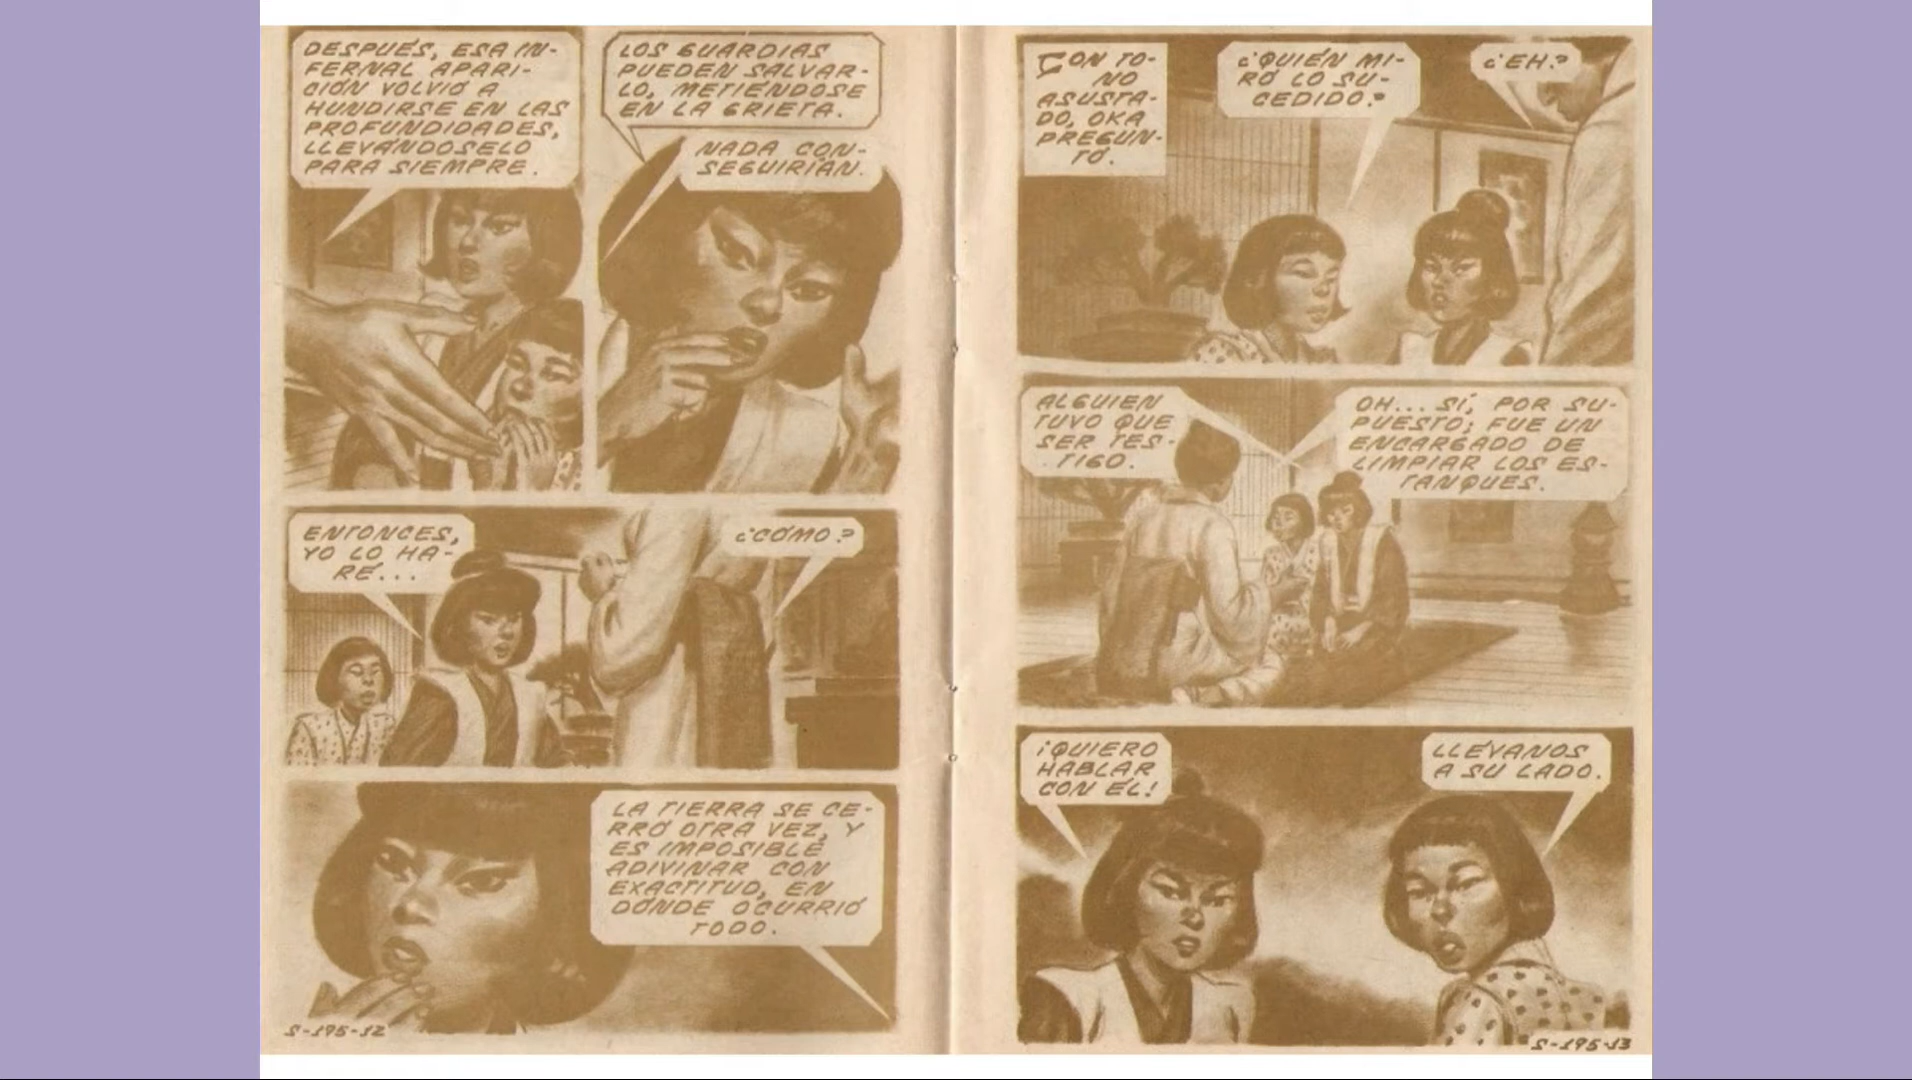 DESPUÉS, ESA IN-
FERNAL APARI-
CIÓN VOLVIÓ A
HUNDIRSE EN LAS
PROFUNDIDADES,
LLEVÁNDOSELO
PARA SIEMPRE.
LOS GUARDIAS
PUEDEN SALVAR-
LO, METIÉNDOSE
EN LA GRIETA.
NADA CON-
SEGUIRÍAN.
ENTONCES,
YO LO HA-
RÉ...
¿CÓMO?
LA TIERRA SE CE-
RRÓ OTRA VEZ, Y
ES IMPOSIBLE
ADIVINAR CON
EXACTITUD, EN
DÓNDE OCURRIÓ
TODO.
S-195-12
CON TO-
NO
ASUSTA-
DO, OKA
PREGUN-
TÓ.
¿QUIÉN MI-
RÓ LO SU-
CEDIDO?
¿EH?
ALGUIEN
TUVO QUE
SER TES-
TIGO.
OH... SÍ, POR SU-
PUESTO; FUE UN
ENCARGADO DE
LIMPIAR LOS ES-
TANQUES.
¡QUIERO
HABLAR
CON ÉL!
LLÉVANOS
A SU LADO.
S-195-13